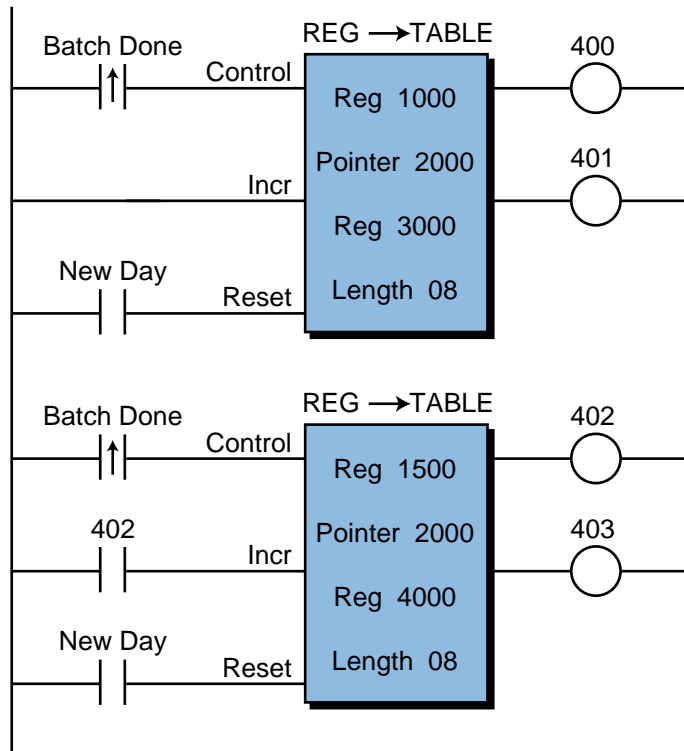 REG → TABLE
400
Batch Done
Control
Reg 1000
Pointer 2000
401
Incr
Reg 3000
New Day
Reset
Length 08
REG → TABLE
402
Batch Done
Control
Reg 1500
402
Pointer 2000
403
Incr
Reg 4000
New Day
Reset
Length 08